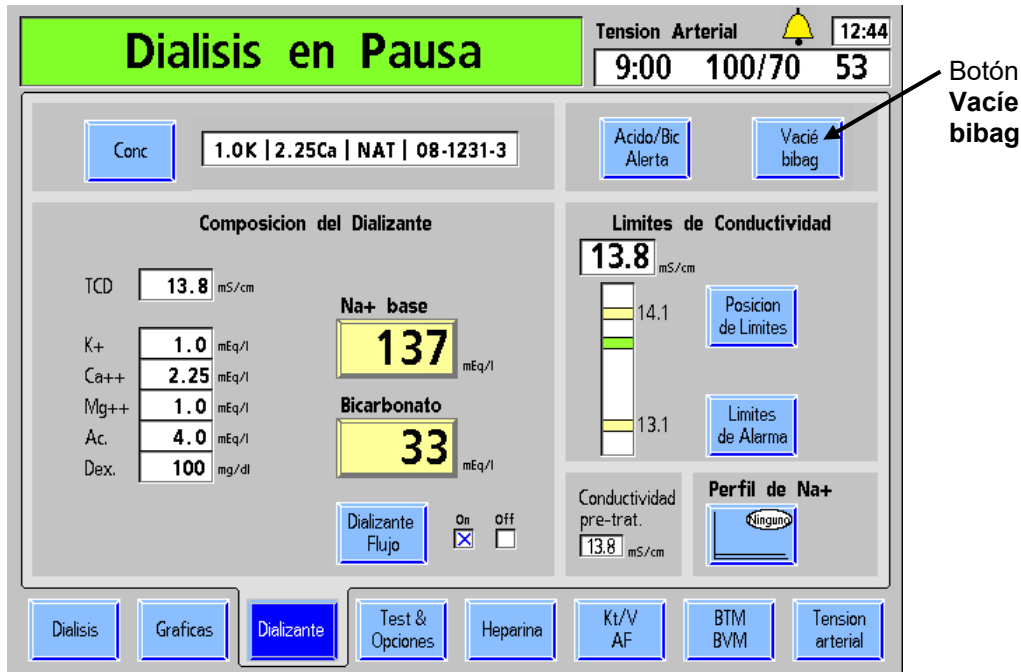 Dialisis en Pausa
Tension Arterial
12:44
9:00 100/70 53
Botón
Vacíe
bibag
Conc
1.0K | 2.25Ca | NAT | 08-1231-3
Acido/Bic
Alerta
Vacié
bibag
Composicion del Dializante
TCD 13.8 mS/cm
K+ 1.0 mEq/l
Ca++ 2.25 mEq/l
Mg++ 1.0 mEq/l
Ac. 4.0 mEq/l
Dex. 100 mg/dl
Na+ base
137 mEq/l
Bicarbonato
33 mEq/l
Dializante
Flujo
On Off
Limites de Conductividad
13.8 mS/cm
14.1
13.1
Posicion
de Limites
Limites
de Alarma
Conductividad
pre-trat.
13.8 mS/cm
Perfil de Na+
Ninguno
Dialisis
Graficas
Dializante
Test &
Opciones
Heparina
Kt/V
AF
BTM
BVM
Tension
arterial